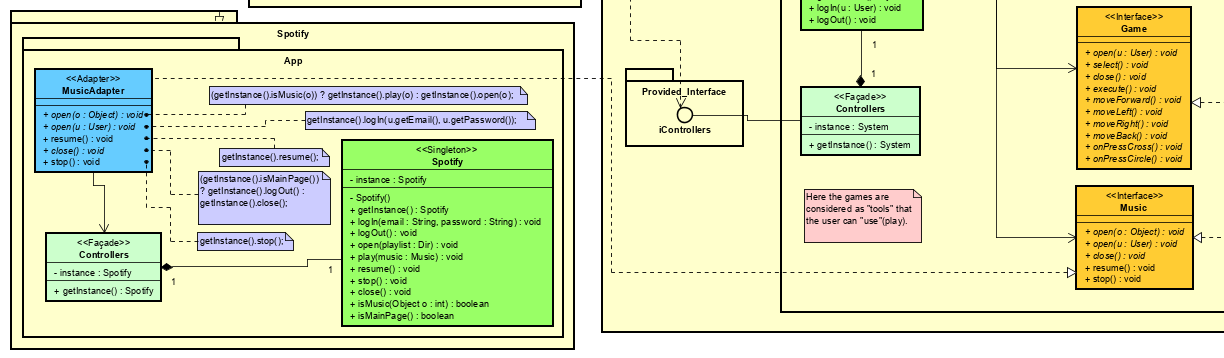 Spotify
App
<<Adapter>>
MusicAdapter
+ open(o : Object) : void
+ open(u : User) : void
+ resume() : void
+ close() : void
+ stop() : void
(getInstance().isMusic(o)) ? getInstance().play(o) : getInstance().open(o);
getInstance().logIn(u.getEmail(), u.getPassword());
getInstance().resume();
(getInstance().isMainPage())
? getInstance().logOut() :
getInstance().close();
getInstance().stop();
<<Façade>>
Controllers
- instance : Spotify
+ getInstance() : Spotify
1
1
<<Singleton>>
Spotify
- instance : Spotify
- Spotify()
+ getInstance() : Spotify
+ logIn(email : String, password : String) : void
+ logOut() : void
+ open(playlist : Dir) : void
+ play(music : Music) : void
+ resume() : void
+ stop() : void
+ close() : void
+ isMusic(Object o : int) : boolean
+ isMainPage() : boolean
Provided_Interface
iControllers
+ logIn(u : User) : void
+ logOut() : void
1
1
<<Façade>>
Controllers
- instance : System
+ getInstance() : System
Here the games are
considered as "tools" that
the user can "use"(play).
<<Interface>>
Game
+ open(u : User) : void
+ select() : void
+ close() : void
+ execute() : void
+ moveForward() : void
+ moveLeft() : void
+ moveRight() : void
+ moveBack() : void
+ onPressCross() : void
+ onPressCircle() : void
<<Interface>>
Music
+ open(o : Object) : void
+ open(u : User) : void
+ close() : void
+ resume() : void
+ stop() : void